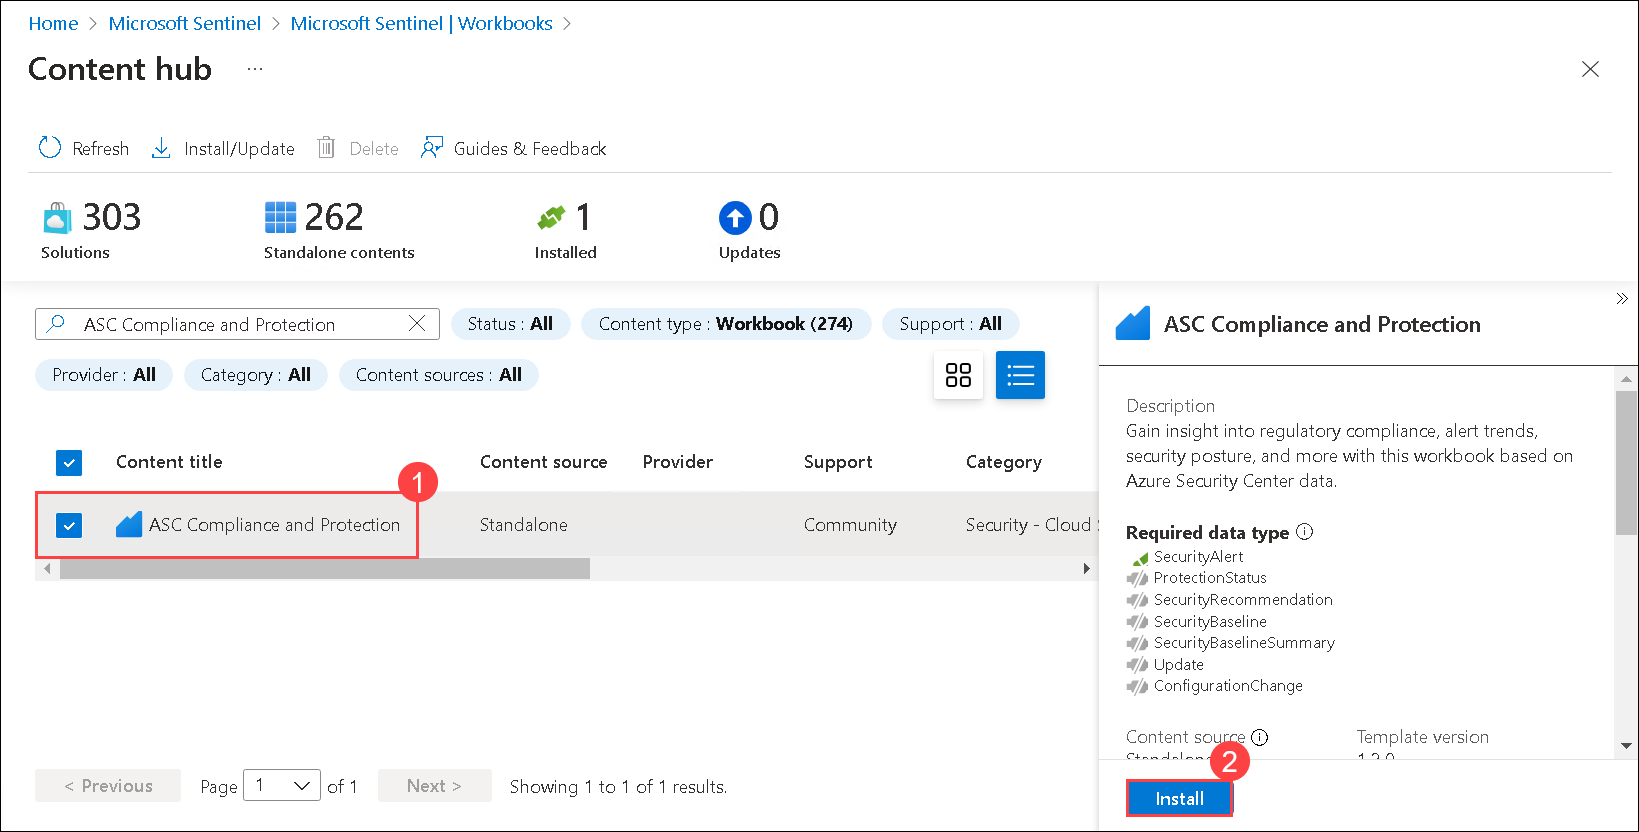 Home > Microsoft Sentinel > Microsoft Sentinel | Workbooks >
Content hub ...
Refresh Install/Update Delete Guides & Feedback
303 262 1 0
Solutions Standalone contents Installed Updates
ASC Compliance and Protection Status : All Content type : Workbook (274) Support : All
Provider : All Category : All Content sources : All
Content title Content source Provider Support Category
1
ASC Compliance and Protection Standalone Community Security - Cloud
< Previous Page 1 of 1 Next > Showing 1 to 1 of 1 results.
»
ASC Compliance and Protection
Description
Gain insight into regulatory compliance, alert trends,
security posture, and more with this workbook based on
Azure Security Center data.
Required data type
SecurityAlert
ProtectionStatus
SecurityRecommendation
SecurityBaseline
SecurityBaselineSummary
Update
ConfigurationChange
Content source Template version
Standalone 1.2.0
2
Install